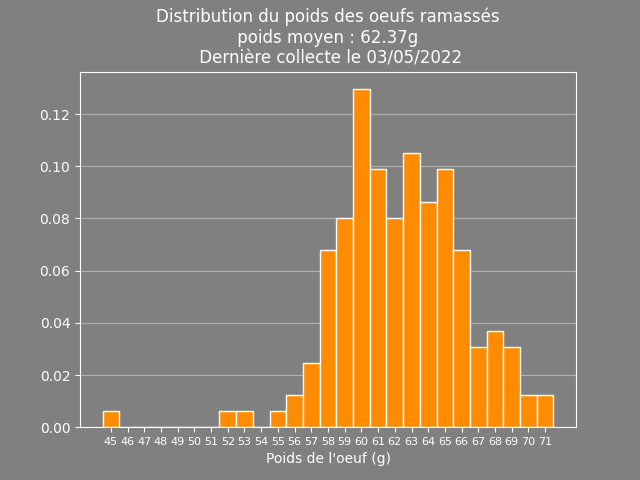 Distribution du poids des oeufs ramassés
poids moyen : 62.37g
Dernière collecte le 03/05/2022
0.12
0.10
0.08
0.06
0.04
0.02
0.00
45 46 47 48 49 50 51 52 53 54 55 56 57 58 59 60 61 62 63 64 65 66 67 68 69 70 71
Poids de l'oeuf (g)